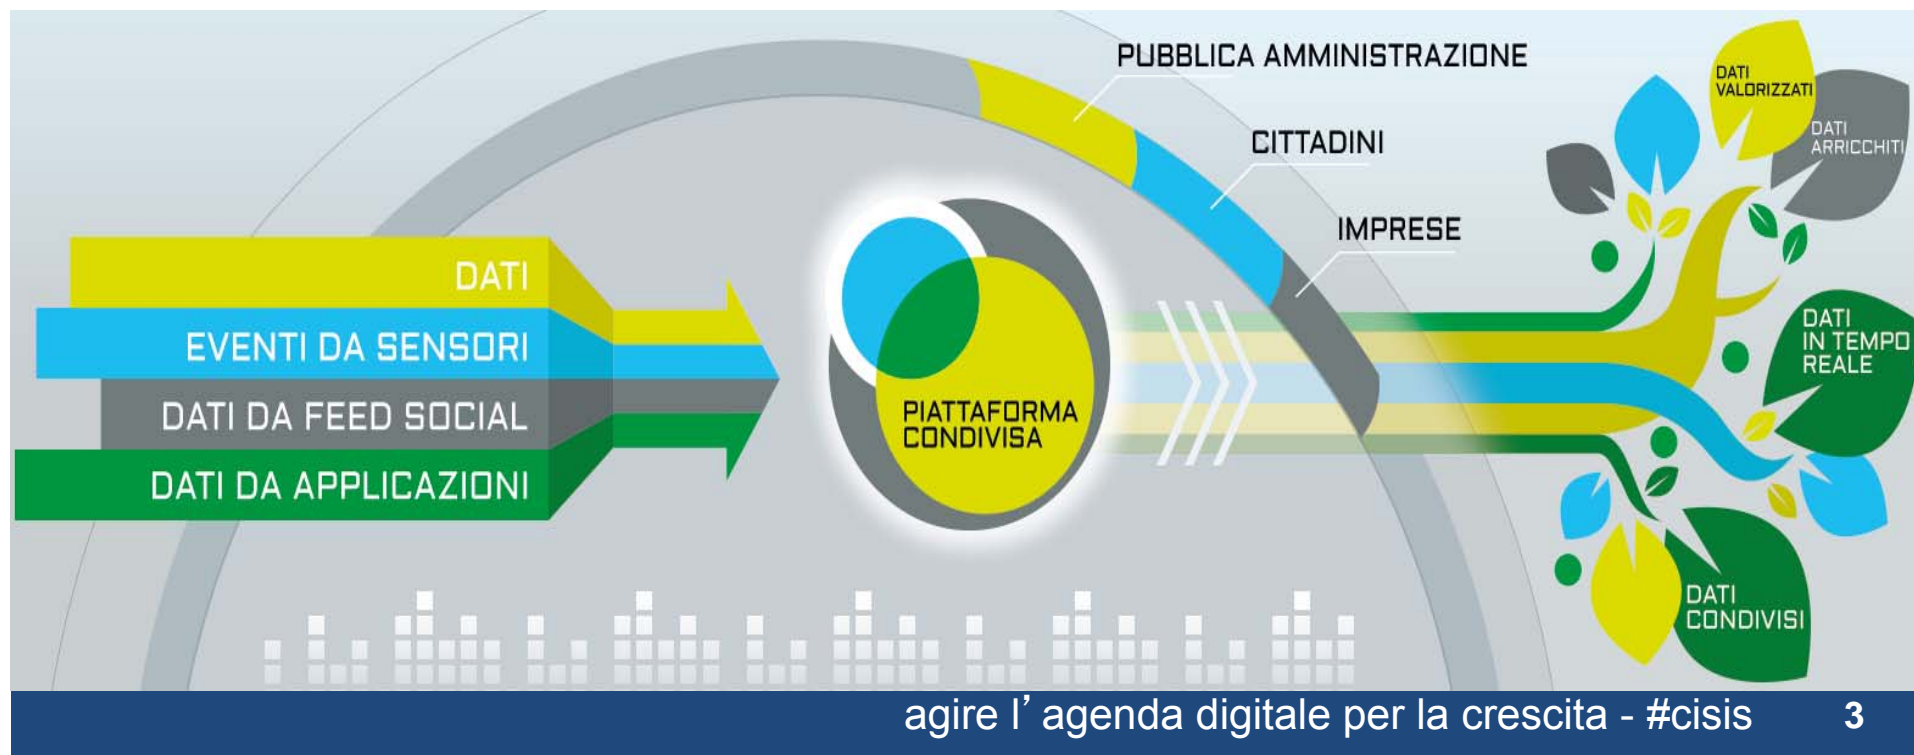 PUBBLICA AMMINISTRAZIONE
CITTADINI
IMPRESE
DATI
EVENTI DA SENSORI
DATI DA FEED SOCIAL
DATI DA APPLICAZIONI
PIATTAFORMA
CONDIVISA
DATI
VALORIZZATI
DATI
ARRICCHITI
DATI
IN TEMPO
REALE
DATI
CONDIVISI
agire l’agenda digitale per la crescita - #cisis
3